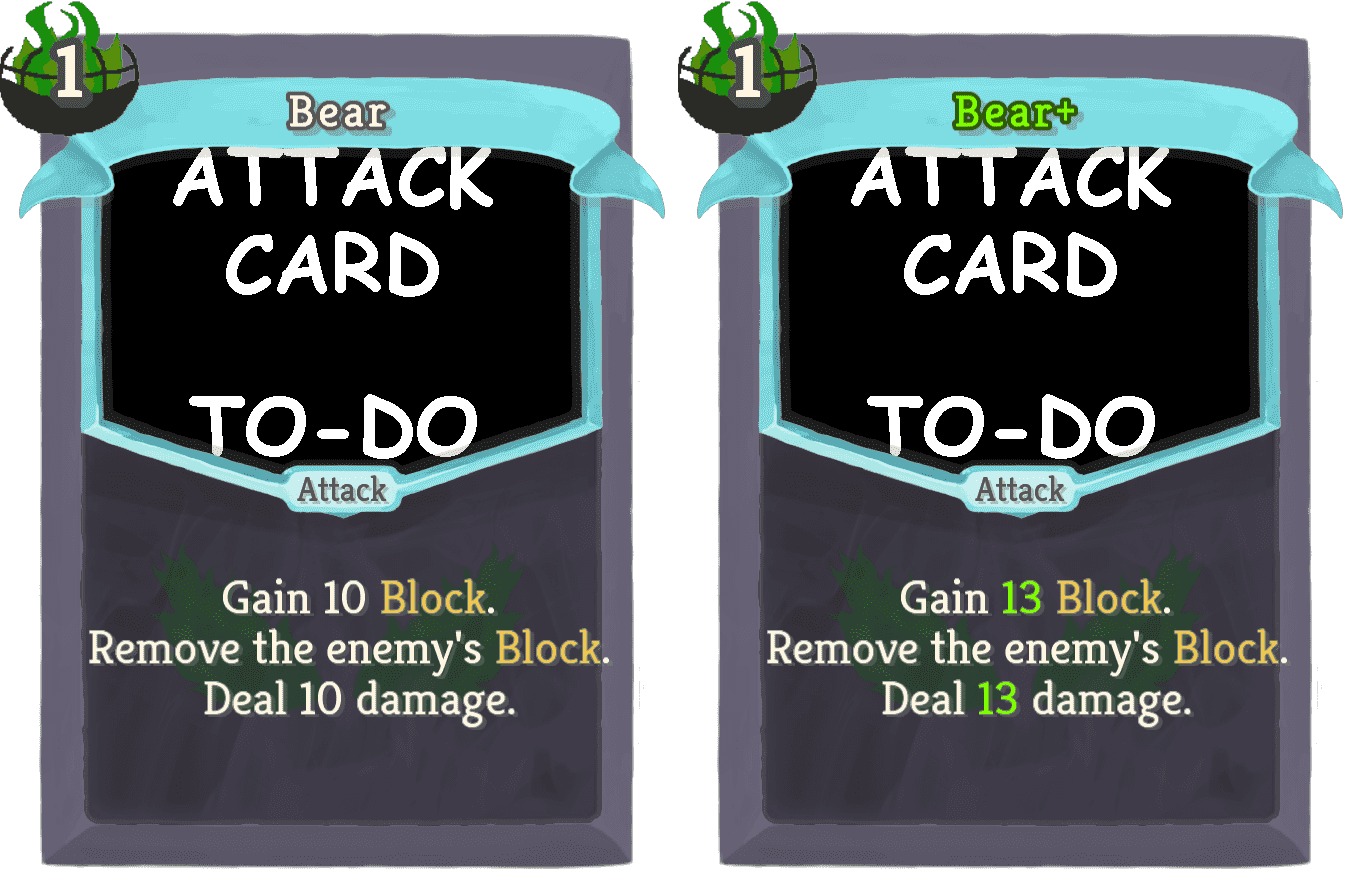 1
Bear
ATTACK
CARD
TO-DO
Attack
Gain 10 Block.
Remove the enemy's Block.
Deal 10 damage.
1
Bear+
ATTACK
CARD
TO-DO
Attack
Gain 13 Block.
Remove the enemy's Block.
Deal 13 damage.